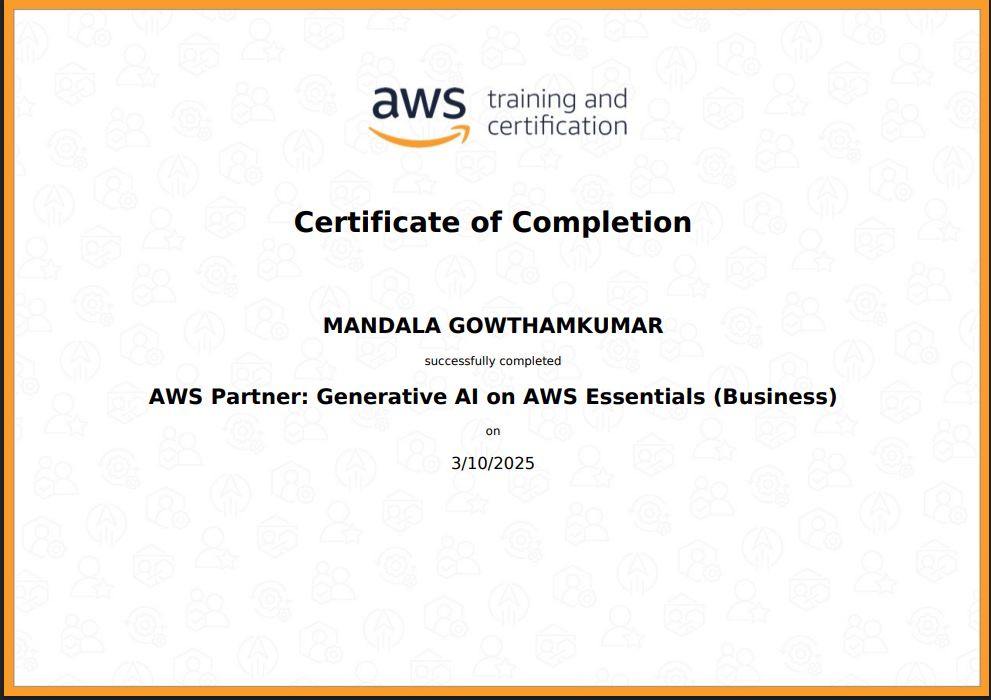 aws training and
certification
Certificate of Completion
MANDALA GOWTHAMKUMAR
successfully completed
AWS Partner: Generative AI on AWS Essentials (Business)
on
3/10/2025